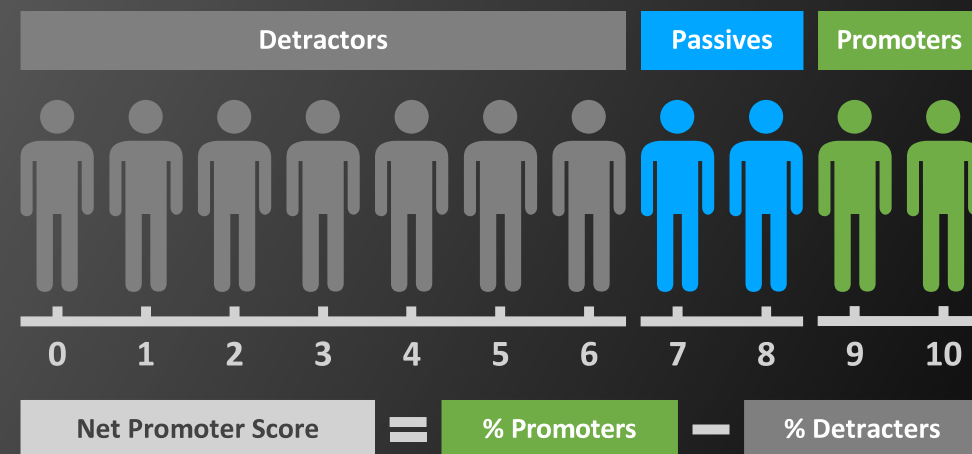 Detractors Passives Promoters
0 1 2 3 4 5 6 7 8 9 10
Net Promoter Score = % Promoters − % Detracters